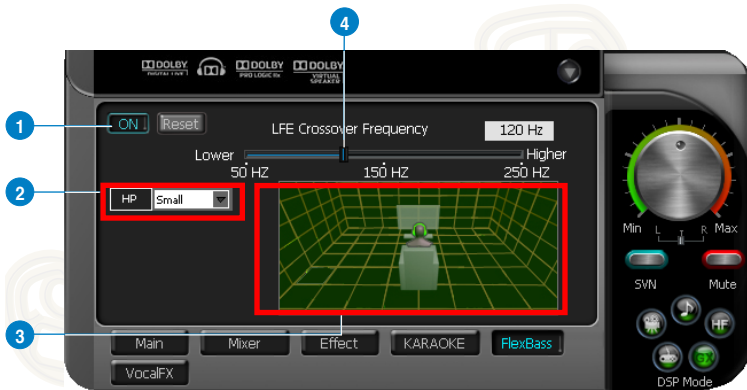 4
DOLBY DIGITAL LIVE
DOLBY PRO LOGIC IIx
DOLBY VIRTUAL SPEAKER
1
ON Reset
LFE Crossover Frequency 120 Hz
Lower Higher
50 HZ 150 HZ 250 HZ
2
HP Small
Min L R Max
SVN Mute
HF
GX
DSP Mode
3
Main Mixer Effect KARAOKE FlexBass
VocalFX